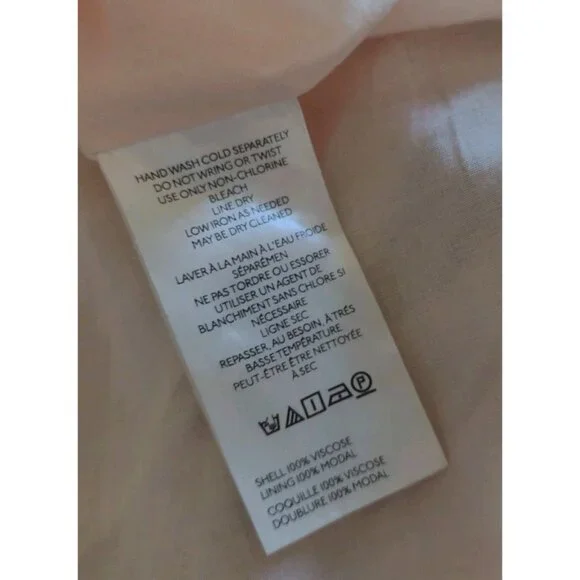 HAND WASH COLD SEPARATELY
DO NOT WRING OR TWIST
USE ONLY NON-CHLORINE
BLEACH
LINE DRY
LOW IRON AS NEEDED
MAY BE DRY CLEANED
LAVER À LA MAIN À L'EAU FROIDE
SÉPARÉMEN
NE PAS TORDRE OU ESSORER
UTILISER UN AGENT DE
BLANCHIMENT SANS CHLORE SI
NÉCESSAIRE
LIGNE SEC
REPASSER, AU BESOIN, À TRÉS
BASSE TEMPÉRATURE
PEUT-ÊTRE ÊTRE NETTOYÉE
À SEC
P
SHELL 100% VISCOSE
LINING 100% MODAL
COQUILLE 100% VISCOSE
DOUBLURE 100% MODAL